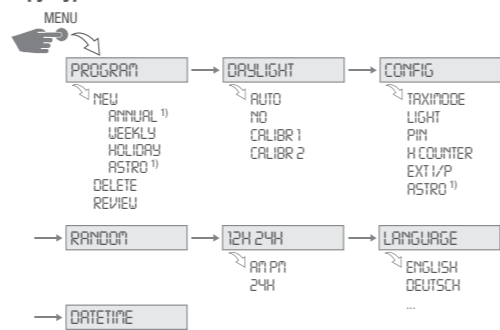 MENU
PROGRAM
NEW
ANNUAL 1)
WEEKLY
HOLIDAY
ASTRO 1)
DELETE
REVIEW
DAYLIGHT
AUTO
NO
CALIBR 1
CALIBR 2
CONFIG
TAXIMODE
LIGHT
PIN
H COUNTER
EXT I/P
ASTRO 1)
RANDOM
12H 24H
AM PM
24H
LANGUAGE
ENGLISH
DEUTSCH
...
DATETIME